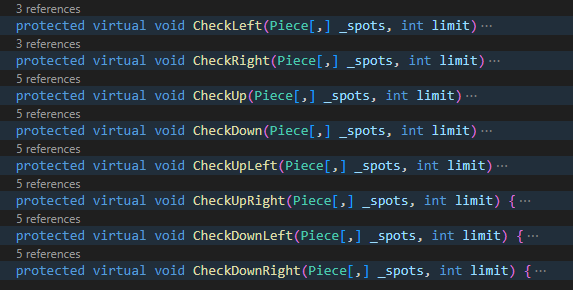 3 references
protected virtual void CheckLeft(Piece[,] _spots, int limit)···
3 references
protected virtual void CheckRight(Piece[,] _spots, int limit)···
5 references
protected virtual void CheckUp(Piece[,] _spots, int limit)···
5 references
protected virtual void CheckDown(Piece[,] _spots, int limit)···
5 references
protected virtual void CheckUpLeft(Piece[,] _spots, int limit)···
5 references
protected virtual void CheckUpRight(Piece[,] _spots, int limit) {···
5 references
protected virtual void CheckDownLeft(Piece[,] _spots, int limit) {···
5 references
protected virtual void CheckDownRight(Piece[,] _spots, int limit) {···